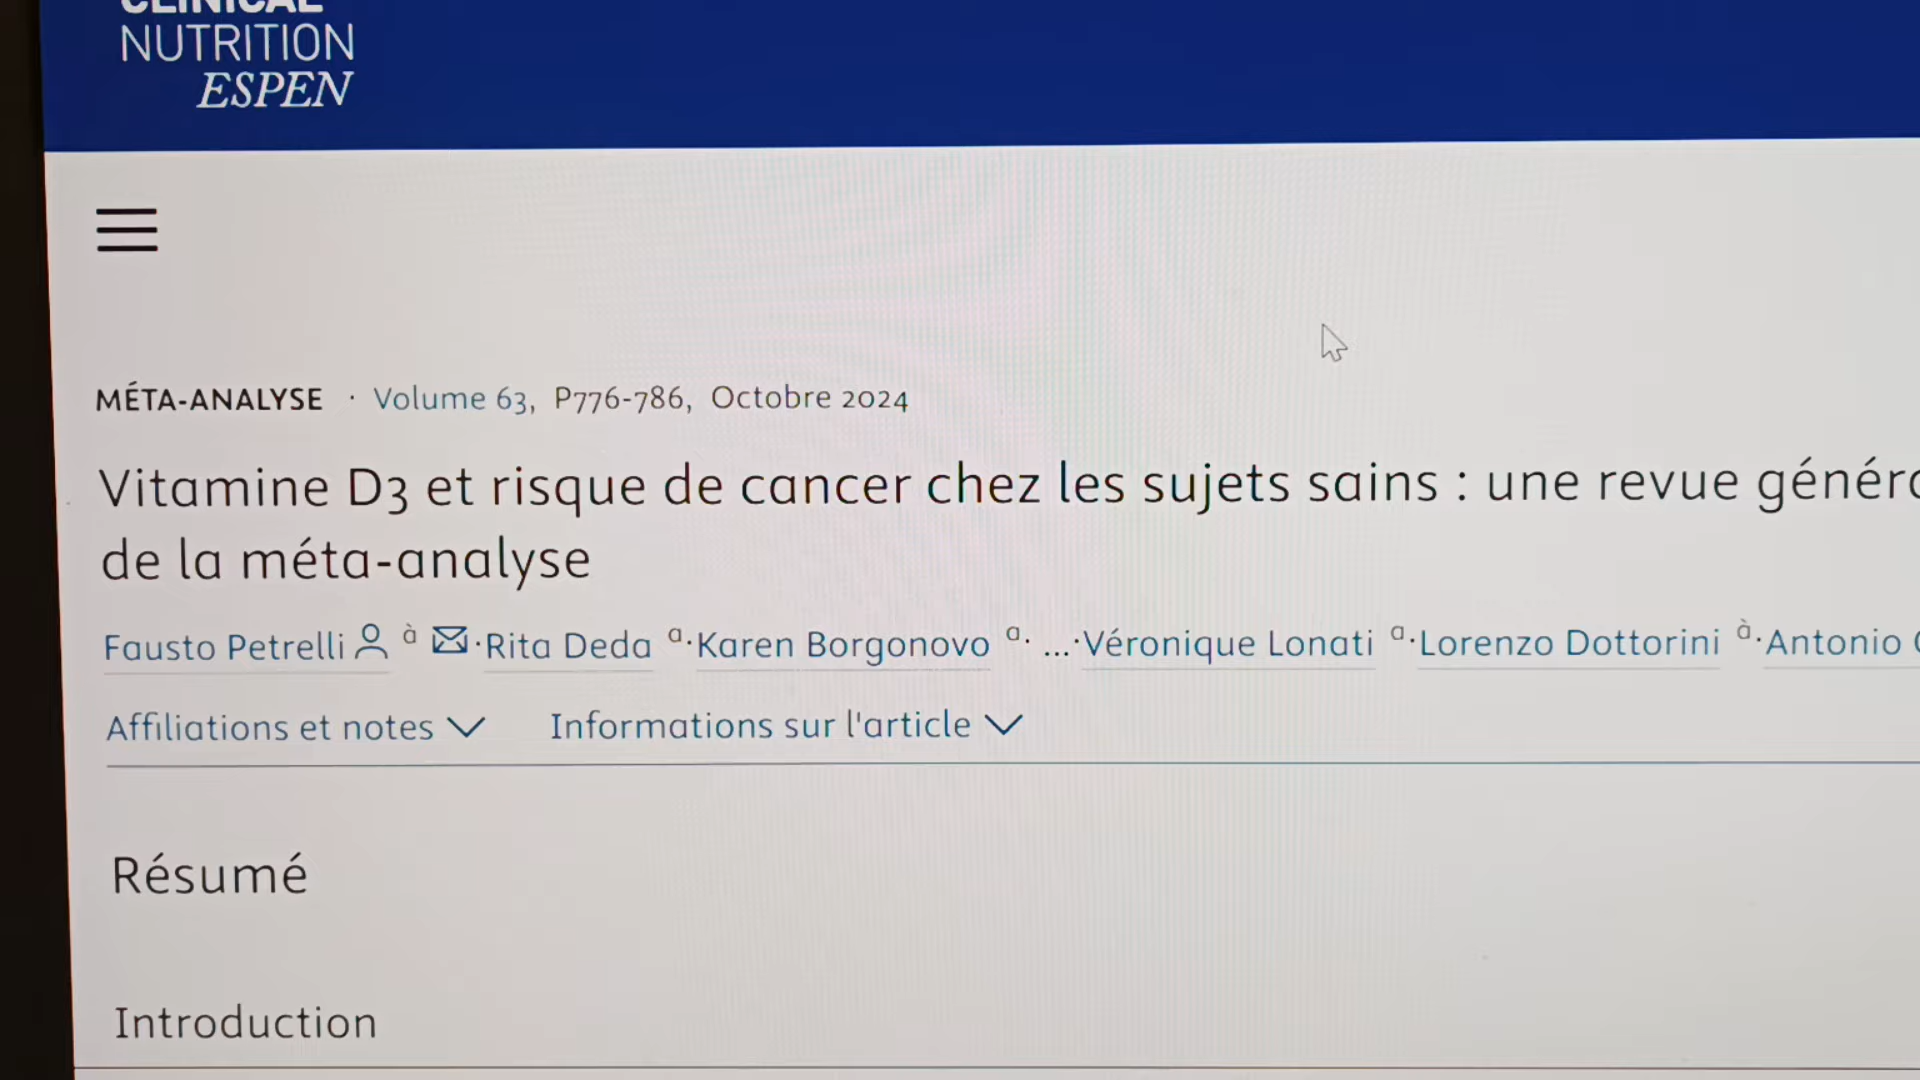 CLINICAL
NUTRITION
ESPEN
MÉTA-ANALYSE · Volume 63, P776-786, Octobre 2024
Vitamine D3 et risque de cancer chez les sujets sains : une revue
de la méta-analyse
Fausto Petrelli à · Rita Deda a · Karen Borgonovo a · ... · Véronique Lonati a · Lorenzo Dottorini à · Antonio
Affiliations et notes Informations sur l'article
Résumé
Introduction